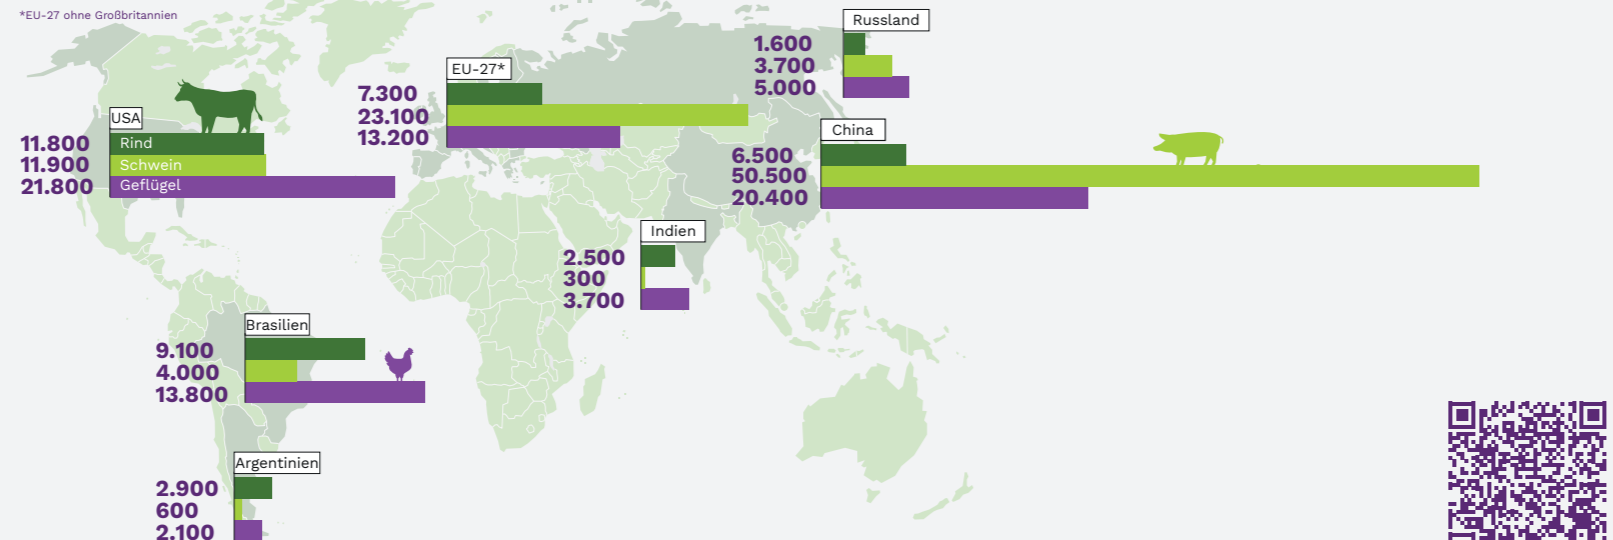 *EU-27 ohne Großbritannien
USA
11.800 Rind
11.900 Schwein
21.800 Geflügel
EU-27*
7.300
23.100
13.200
Russland
1.600
3.700
5.000
China
6.500
50.500
20.400
Indien
2.500
300
3.700
Brasilien
9.100
4.000
13.800
Argentinien
2.900
600
2.100